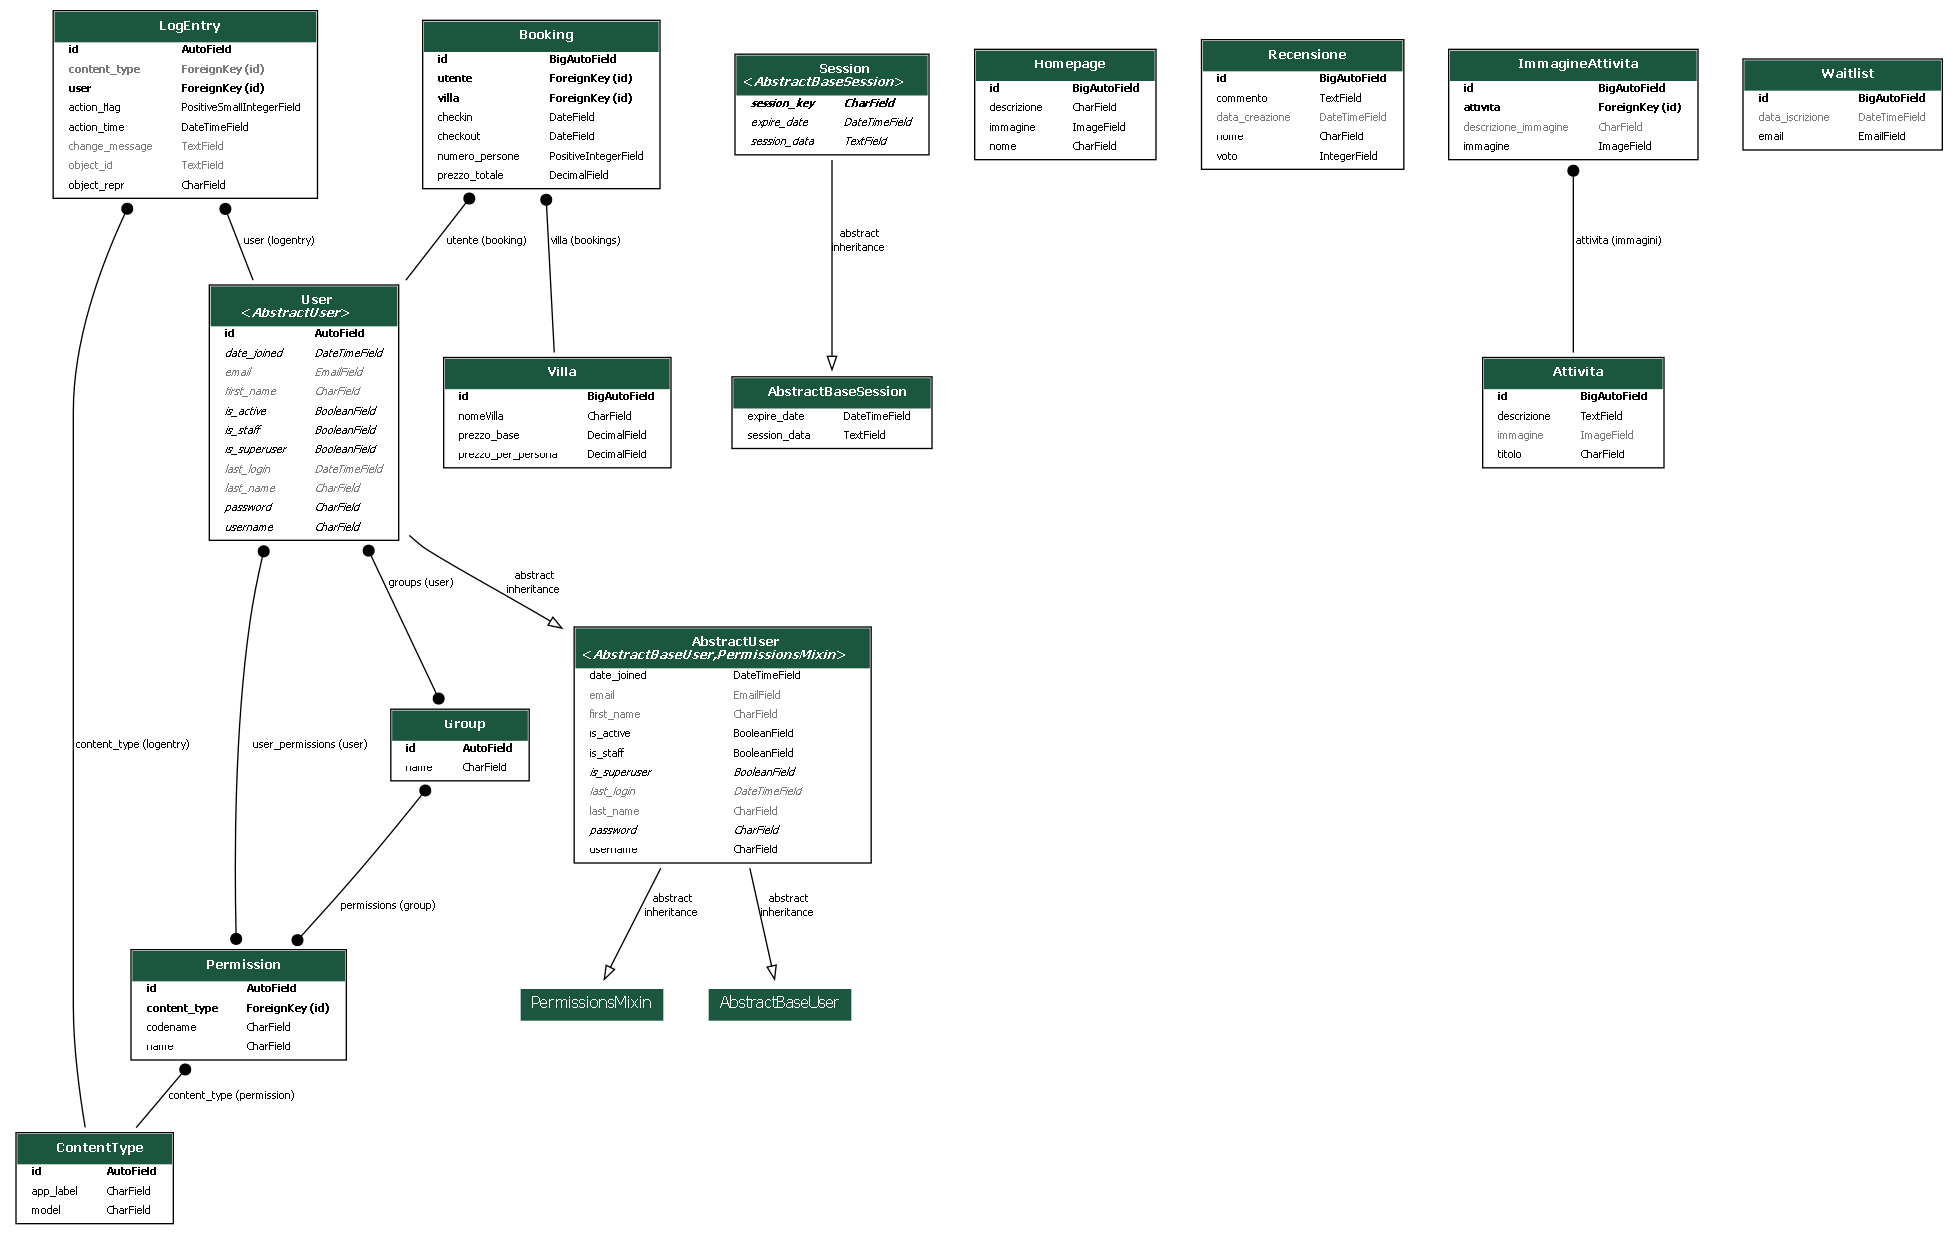 LogEntry
id AutoField
content_type ForeignKey (id)
user ForeignKey (id)
action_flag PositiveSmallIntegerField
action_time DateTimeField
change_message TextField
object_id TextField
object_repr CharField
Booking
id BigAutoField
utente ForeignKey (id)
villa ForeignKey (id)
checkin DateField
checkout DateField
numero_persone PositiveIntegerField
prezzo_totale DecimalField
Session
<AbstractBaseSession>
session_key CharField
expire_date DateTimeField
session_data TextField
Homepage
id BigAutoField
descrizione CharField
immagine ImageField
nome CharField
Recensione
id BigAutoField
commento TextField
data_creazione DateTimeField
nome CharField
voto IntegerField
ImmagineAttivita
id BigAutoField
attivita ForeignKey (id)
descrizione_immagine CharField
immagine ImageField
Waitlist
id BigAutoField
data_iscrizione DateTimeField
email EmailField
user (logentry)
utente (booking)
villa (bookings)
abstract
inheritance
attivita (immagini)
User
<AbstractUser>
id AutoField
date_joined DateTimeField
email EmailField
first_name CharField
is_active BooleanField
is_staff BooleanField
is_superuser BooleanField
last_login DateTimeField
last_name CharField
password CharField
username CharField
Villa
id BigAutoField
nomeVilla CharField
prezzo_base DecimalField
prezzo_per_persona DecimalField
AbstractBaseSession
expire_date DateTimeField
session_data TextField
Attivita
id BigAutoField
descrizione TextField
immagine ImageField
titolo CharField
groups (user)
abstract
inheritance
AbstractUser
<AbstractBaseUser,PermissionsMixin>
date_joined DateTimeField
email EmailField
first_name CharField
is_active BooleanField
is_staff BooleanField
is_superuser BooleanField
last_login DateTimeField
last_name CharField
password CharField
username CharField
Group
id AutoField
name CharField
content_type (logentry)
user_permissions (user)
permissions (group)
abstract
inheritance
abstract
inheritance
Permission
id AutoField
content_type ForeignKey (id)
codename CharField
name CharField
PermissionsMixin
AbstractBaseUser
content_type (permission)
ContentType
id AutoField
app_label CharField
model CharField